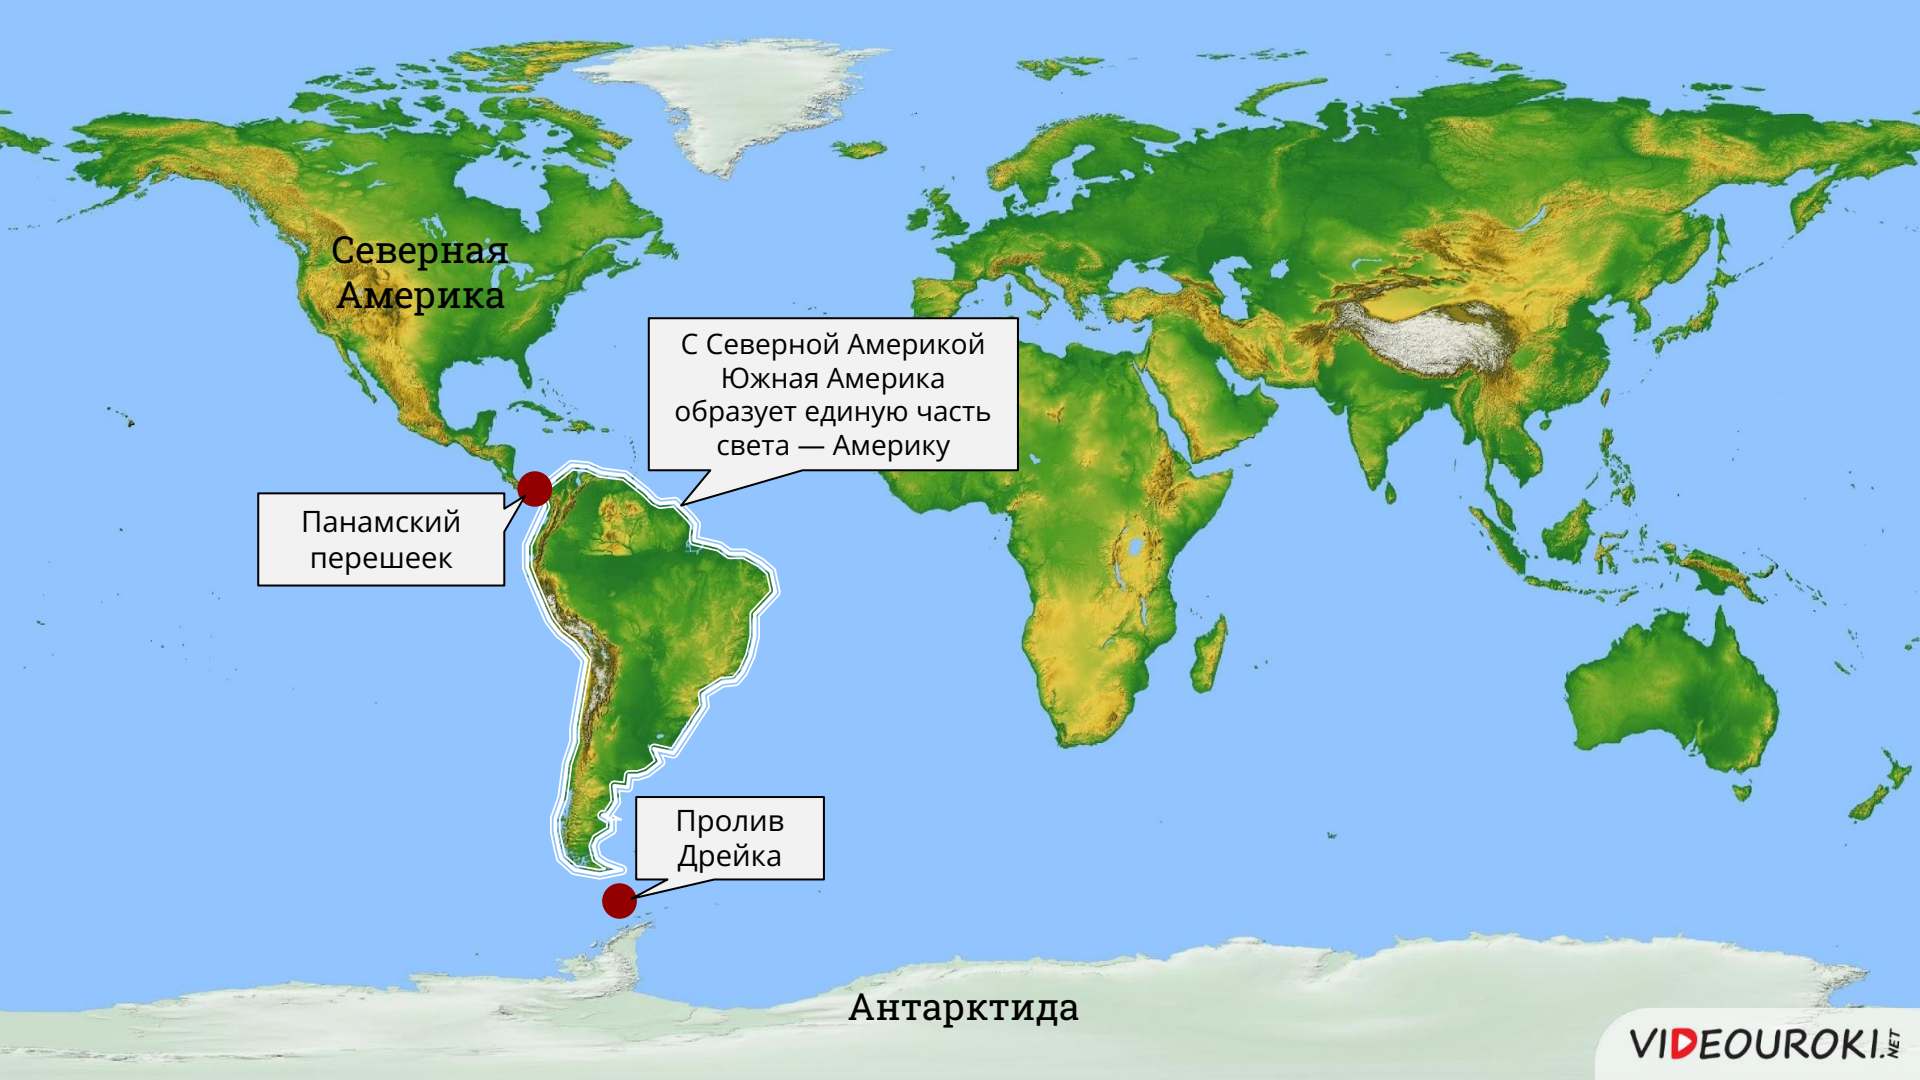 Северная
Америка
С Северной Америкой
Южная Америка
образует единую часть
света — Америку
Панамский
перешеек
Пролив
Дрейка
Антарктида
VIDEOUROKI.NET